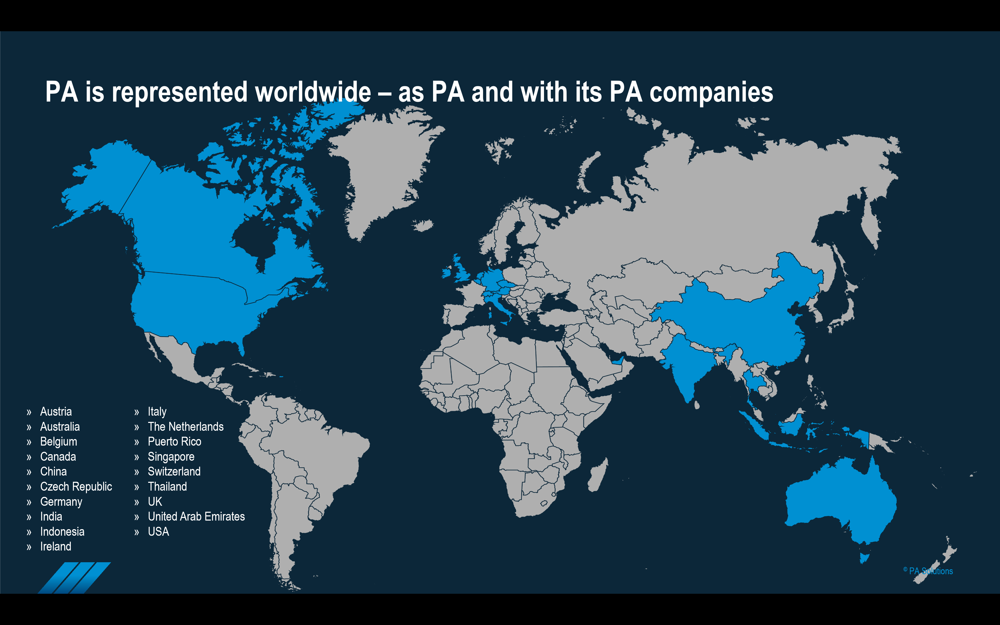 PA is represented worldwide – as PA and with its PA companies
» Austria
» Australia
» Belgium
» Canada
» China
» Czech Republic
» Germany
» India
» Indonesia
» Ireland
» Italy
» The Netherlands
» Puerto Rico
» Singapore
» Switzerland
» Thailand
» UK
» United Arab Emirates
» USA
© PA Solutions